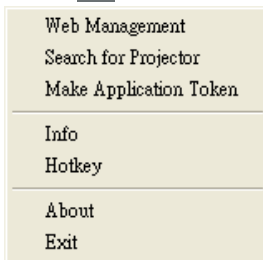 Web Management
Search for Projector
Make Application Token
Info
Hotkey
About
Exit